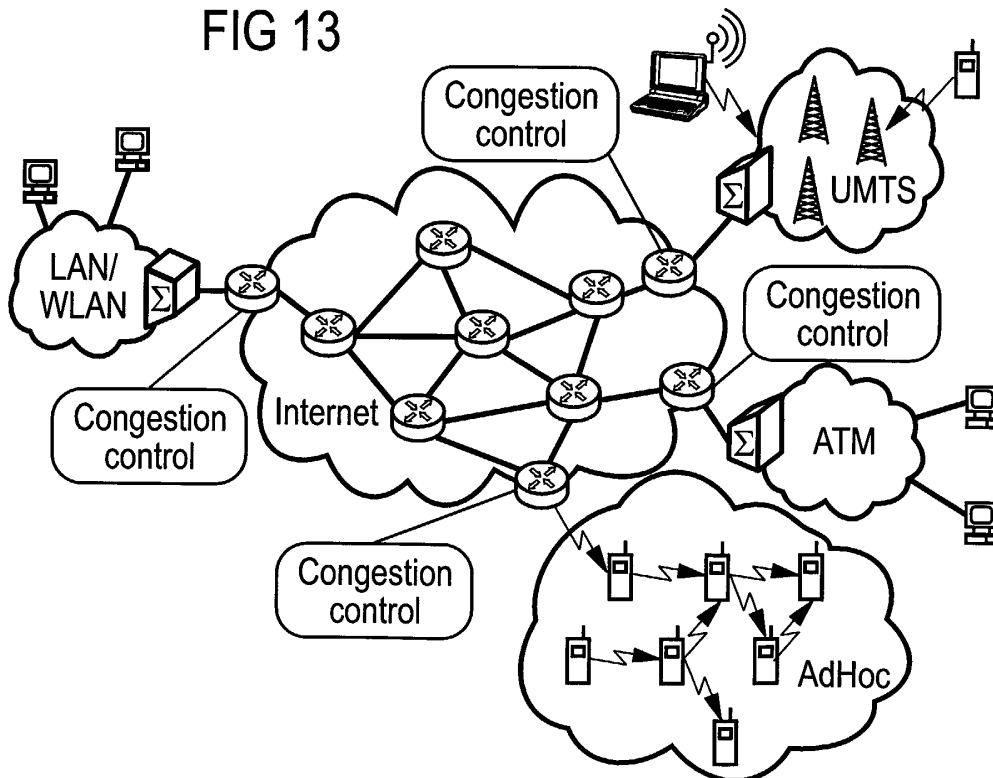 FIG 13
Congestion
control
UMTS
Σ
LAN/
WLAN
Σ
Congestion
control
Congestion
control
Internet
Σ
ATM
Congestion
control
AdHoc